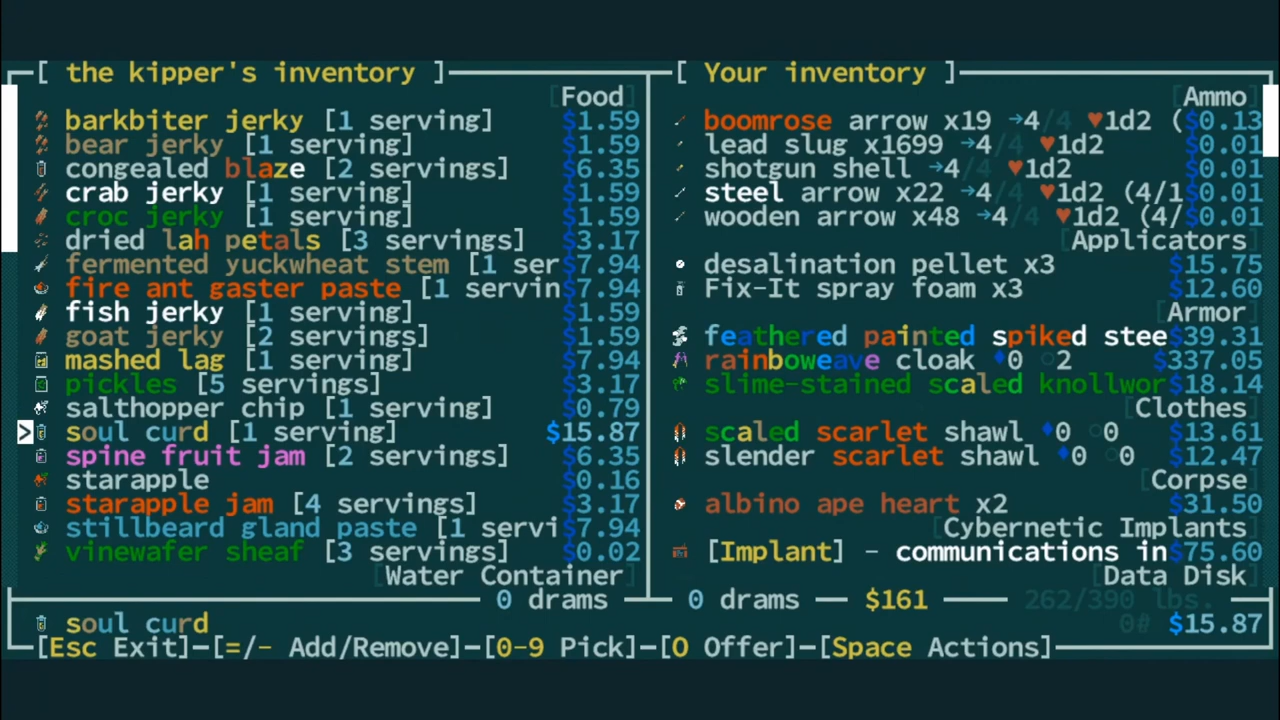 [ the kipper's inventory ]
[Food]
barkbiter jerky [1 serving] $1.59
bear jerky [1 serving] $1.59
congealed blaze [2 servings] $6.35
crab jerky [1 serving] $1.59
croc jerky [1 serving] $1.59
dried lah petals [3 servings] $3.17
fermented yuckwheat stem [1 ser $7.94
fire ant gaster paste [1 servin $7.94
fish jerky [1 serving] $1.59
goat jerky [2 servings] $1.59
mashed lag [1 serving] $7.94
pickles [5 servings] $3.17
salthopper chip [1 serving] $0.79
> soul curd [1 serving] $15.87
spine fruit jam [2 servings] $6.35
starapple $0.16
starapple jam [4 servings] $3.17
stillbeard gland paste [1 servi $7.94
vinewafer sheaf [3 servings] $0.02
[Water Container]
[ Your inventory ]
[Ammo]
boomrose arrow x19 →4/4 ♥1d2 ( $0.13
lead slug x1699 →4/4 ♥1d2 $0.01
shotgun shell →4/4 ♥1d2 $0.01
steel arrow x22 →4/4 ♥1d2 (4/1 $0.01
wooden arrow x48 →4/4 ♥1d2 (4/ $0.01
[Applicators]
desalination pellet x3 $15.75
Fix-It spray foam x3 $12.60
[Armor]
feathered painted spiked stee $39.31
rainboweave cloak ♦0 ○2 $337.05
slime-stained scaled knollwor $18.14
[Clothes]
scaled scarlet shawl ♦0 ○0 $13.61
slender scarlet shawl ♦0 ○0 $12.47
[Corpse]
albino ape heart x2 $31.50
[Cybernetic Implants]
[Implant] - communications in $75.60
[Data Disk]
0 drams 0 drams $161 262/390 lbs.
soul curd 0# $15.87
[Esc Exit]-[=/- Add/Remove]-[0-9 Pick]-[O Offer]-[Space Actions]